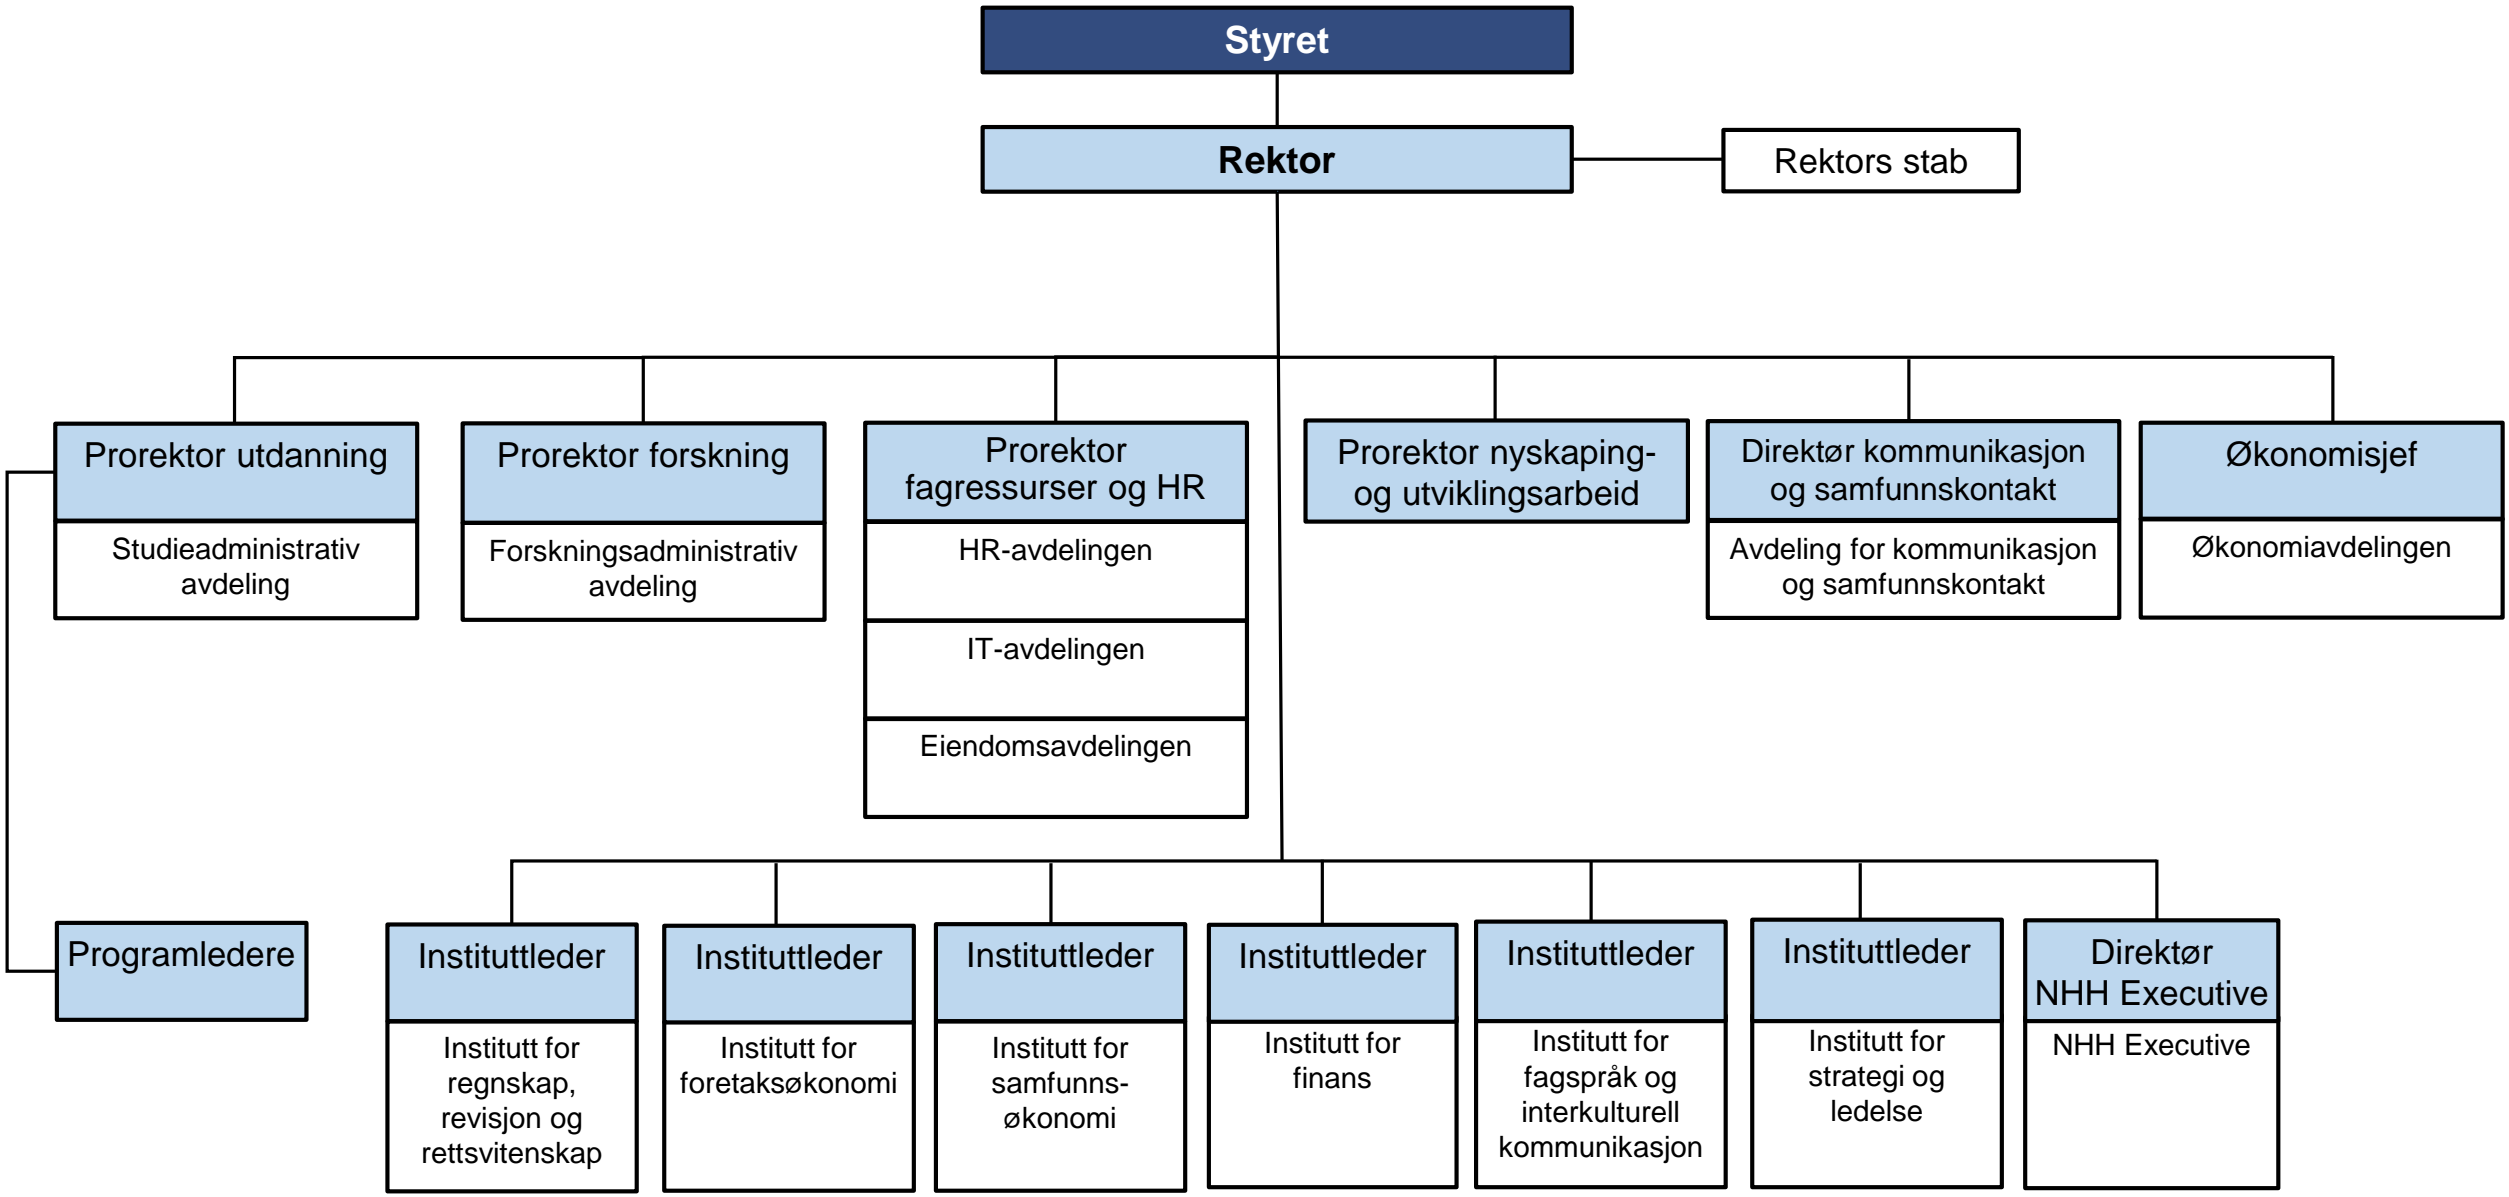 Styret
Rektor
Rektors stab
Prorektor utdanning
Studieadministrativ
avdeling
Prorektor forskning
Forskningsadministrativ
avdeling
Prorektor
fagressurser og HR
HR-avdelingen
IT-avdelingen
Eiendomsavdelingen
Prorektor nyskaping-
og utviklingsarbeid
Direktør kommunikasjon
og samfunnskontakt
Avdeling for kommunikasjon
og samfunnskontakt
Økonomisjef
Økonomiavdelingen
Programledere
Instituttleder
Institutt for
regnskap,
revisjon og
rettsvitenskap
Instituttleder
Institutt for
foretaksøkonomi
Instituttleder
Institutt for
samfunns-
økonomi
Instituttleder
Institutt for
finans
Instituttleder
Institutt for
fagspråk og
interkulturell
kommunikasjon
Instituttleder
Institutt for
strategi og
ledelse
Direktør
NHH Executive
NHH Executive